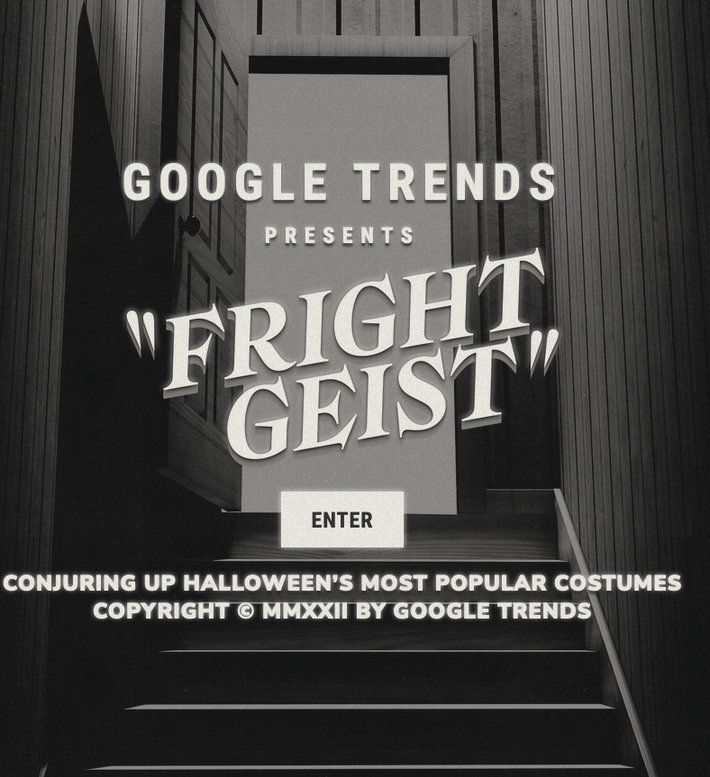 GOOGLE TRENDS
PRESENTS
"FRIGHT
GEIST"
ENTER
CONJURING UP HALLOWEEN’S MOST POPULAR COSTUMES
COPYRIGHT © MMXXII BY GOOGLE TRENDS